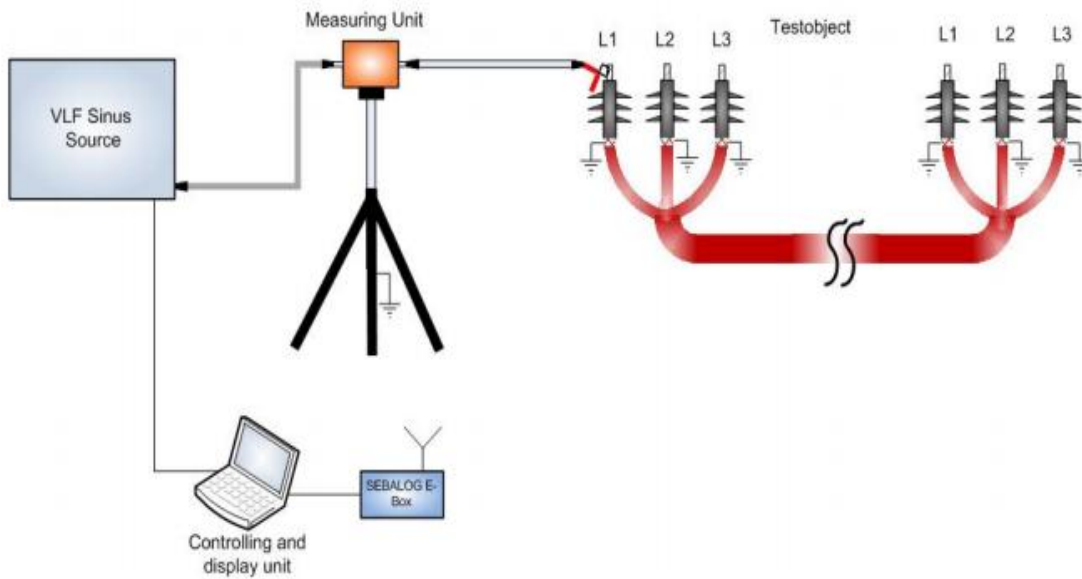 Measuring Unit
VLF Sinus
Source
L1 L2 L3
Testobject
L1 L2 L3
SEBALOG E-
Box
Controlling and
display unit